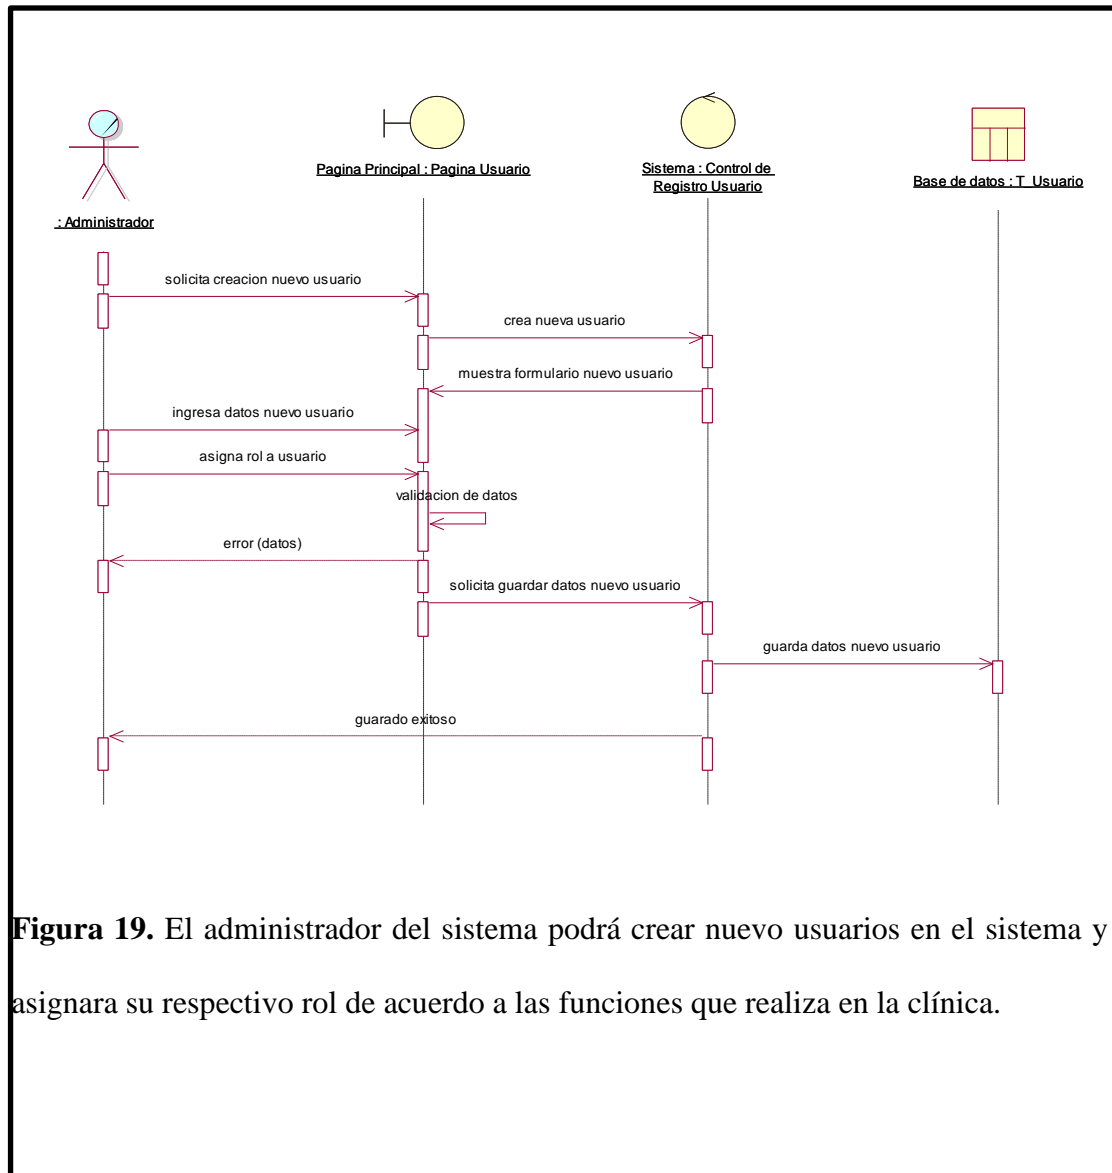 : Administrador
Pagina Principal : Pagina Usuario
Sistema : Control de
Registro Usuario
Base de datos : T_Usuario
solicita creacion nuevo usuario
crea nueva usuario
muestra formulario nuevo usuario
ingresa datos nuevo usuario
asigna rol a usuario
validacion de datos
error (datos)
solicita guardar datos nuevo usuario
guarda datos nuevo usuario
guarado exitoso
Figura 19. El administrador del sistema podrá crear nuevo usuarios en el sistema y
asignara su respectivo rol de acuerdo a las funciones que realiza en la clínica.